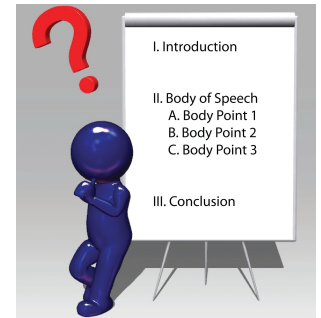 I. Introduction
II. Body of Speech
A. Body Point 1
B. Body Point 2
C. Body Point 3
III. Conclusion